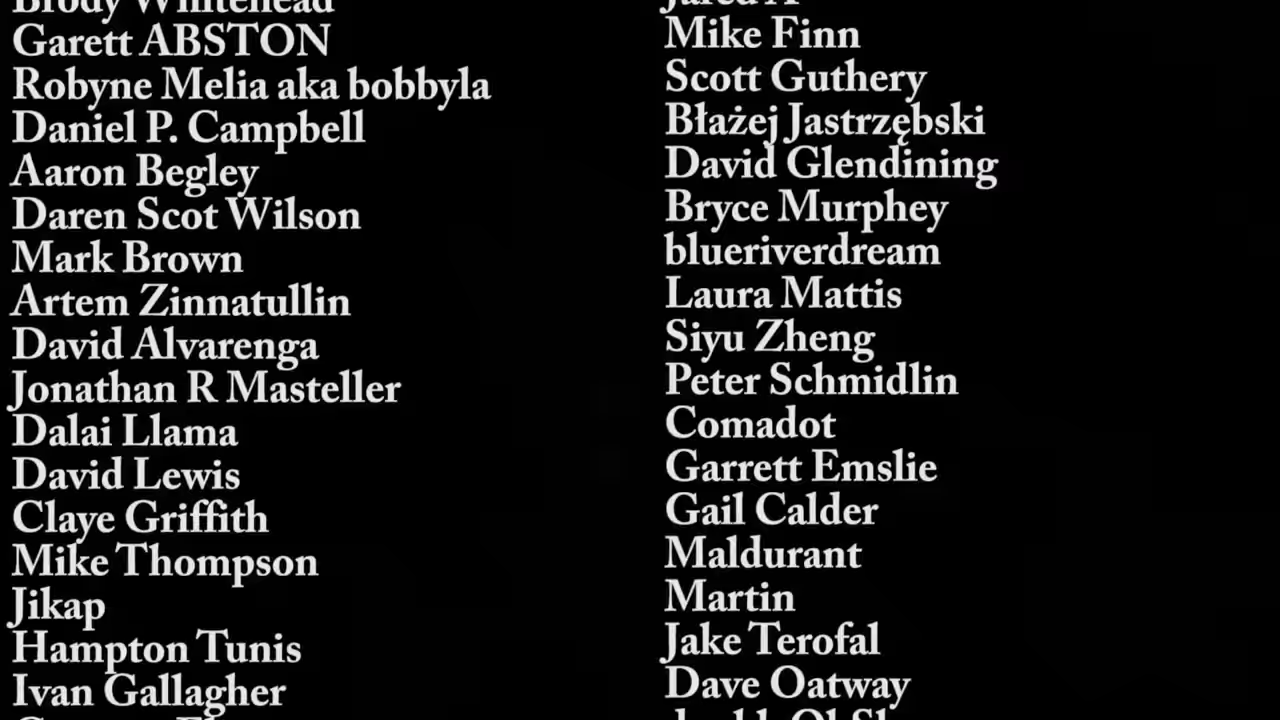 Brody Whitehead
Garett ABSTON
Robyne Melia aka bobbyla
Daniel P. Campbell
Aaron Begley
Daren Scot Wilson
Mark Brown
Artem Zinnatullin
David Alvarenga
Jonathan R Masteller
Dalai Llama
David Lewis
Claye Griffith
Mike Thompson
Jikap
Hampton Tunis
Ivan Gallagher
Jared A
Mike Finn
Scott Guthery
Błażej Jastrzębski
David Glendining
Bryce Murphey
blueriverdream
Laura Mattis
Siyu Zheng
Peter Schmidlin
Comadot
Garrett Emslie
Gail Calder
Maldurant
Martin
Jake Terofal
Dave Oatway